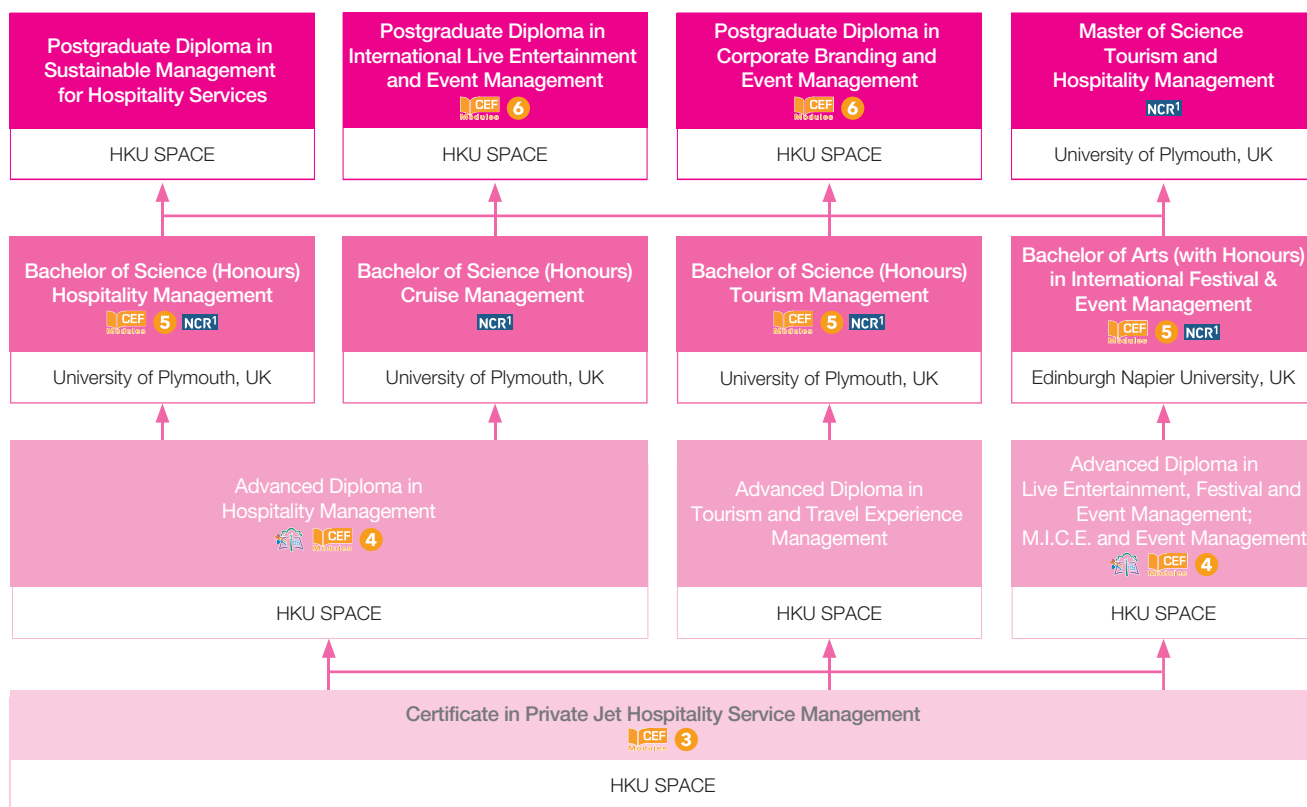 Postgraduate Diploma in
Sustainable Management
for Hospitality Services
HKU SPACE
Postgraduate Diploma in
International Live Entertainment
and Event Management
CEF Modules 6
HKU SPACE
Postgraduate Diploma in
Corporate Branding and
Event Management
CEF Modules 6
HKU SPACE
Master of Science
Tourism and
Hospitality Management
NCR1
University of Plymouth, UK
Bachelor of Science (Honours)
Hospitality Management
CEF Modules 5 NCR1
University of Plymouth, UK
Bachelor of Science (Honours)
Cruise Management
NCR1
University of Plymouth, UK
Bachelor of Science (Honours)
Tourism Management
CEF Modules 5 NCR1
University of Plymouth, UK
Bachelor of Arts (with Honours)
in International Festival &
Event Management
CEF Modules 5 NCR1
Edinburgh Napier University, UK
Advanced Diploma in
Hospitality Management
CEF Modules 4
HKU SPACE
Advanced Diploma in
Tourism and Travel Experience
Management
HKU SPACE
Advanced Diploma in
Live Entertainment, Festival and
Event Management;
M.I.C.E. and Event Management
CEF Modules 4
HKU SPACE
Certificate in Private Jet Hospitality Service Management
CEF Modules 3
HKU SPACE